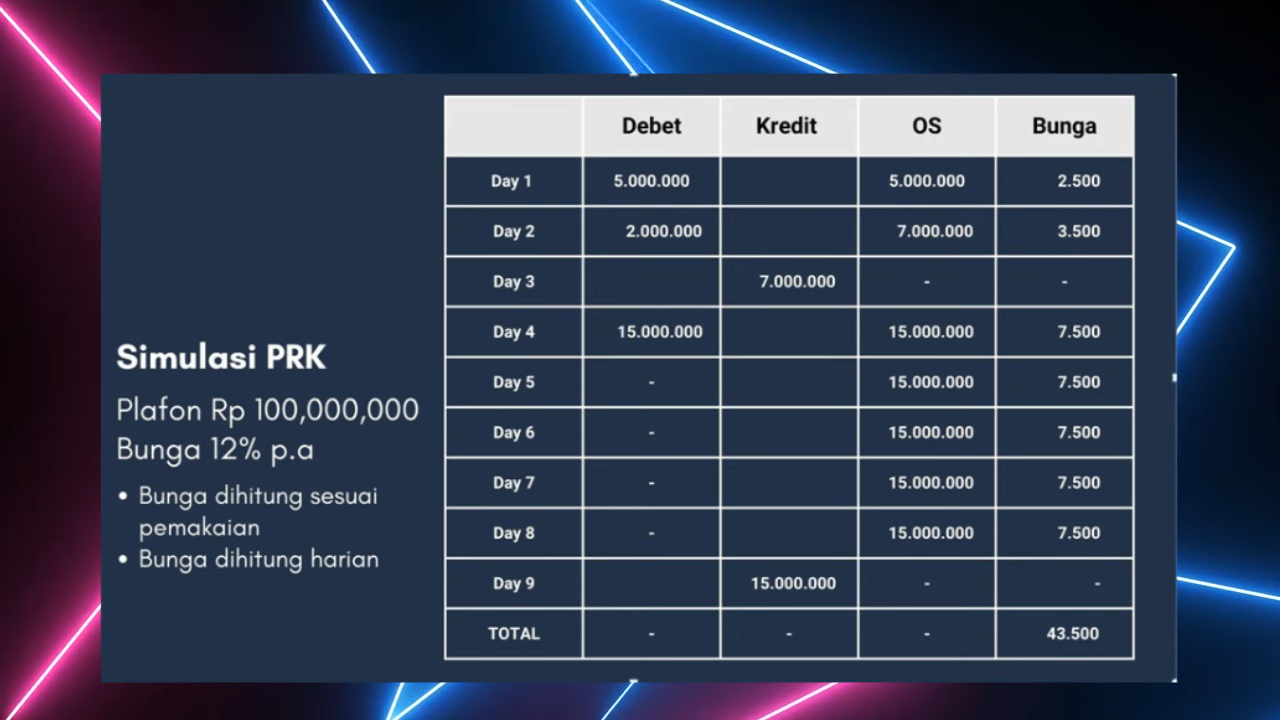 Simulasi PRK
Plafon Rp 100,000,000
Bunga 12% p.a
• Bunga dihitung sesuai
pemakaian
• Bunga dihitung harian
Debet Kredit OS Bunga
Day 1 5.000.000 5.000.000 2.500
Day 2 2.000.000 7.000.000 3.500
Day 3 7.000.000 - -
Day 4 15.000.000 15.000.000 7.500
Day 5 - 15.000.000 7.500
Day 6 - 15.000.000 7.500
Day 7 - 15.000.000 7.500
Day 8 - 15.000.000 7.500
Day 9 15.000.000 - -
TOTAL - - - 43.500